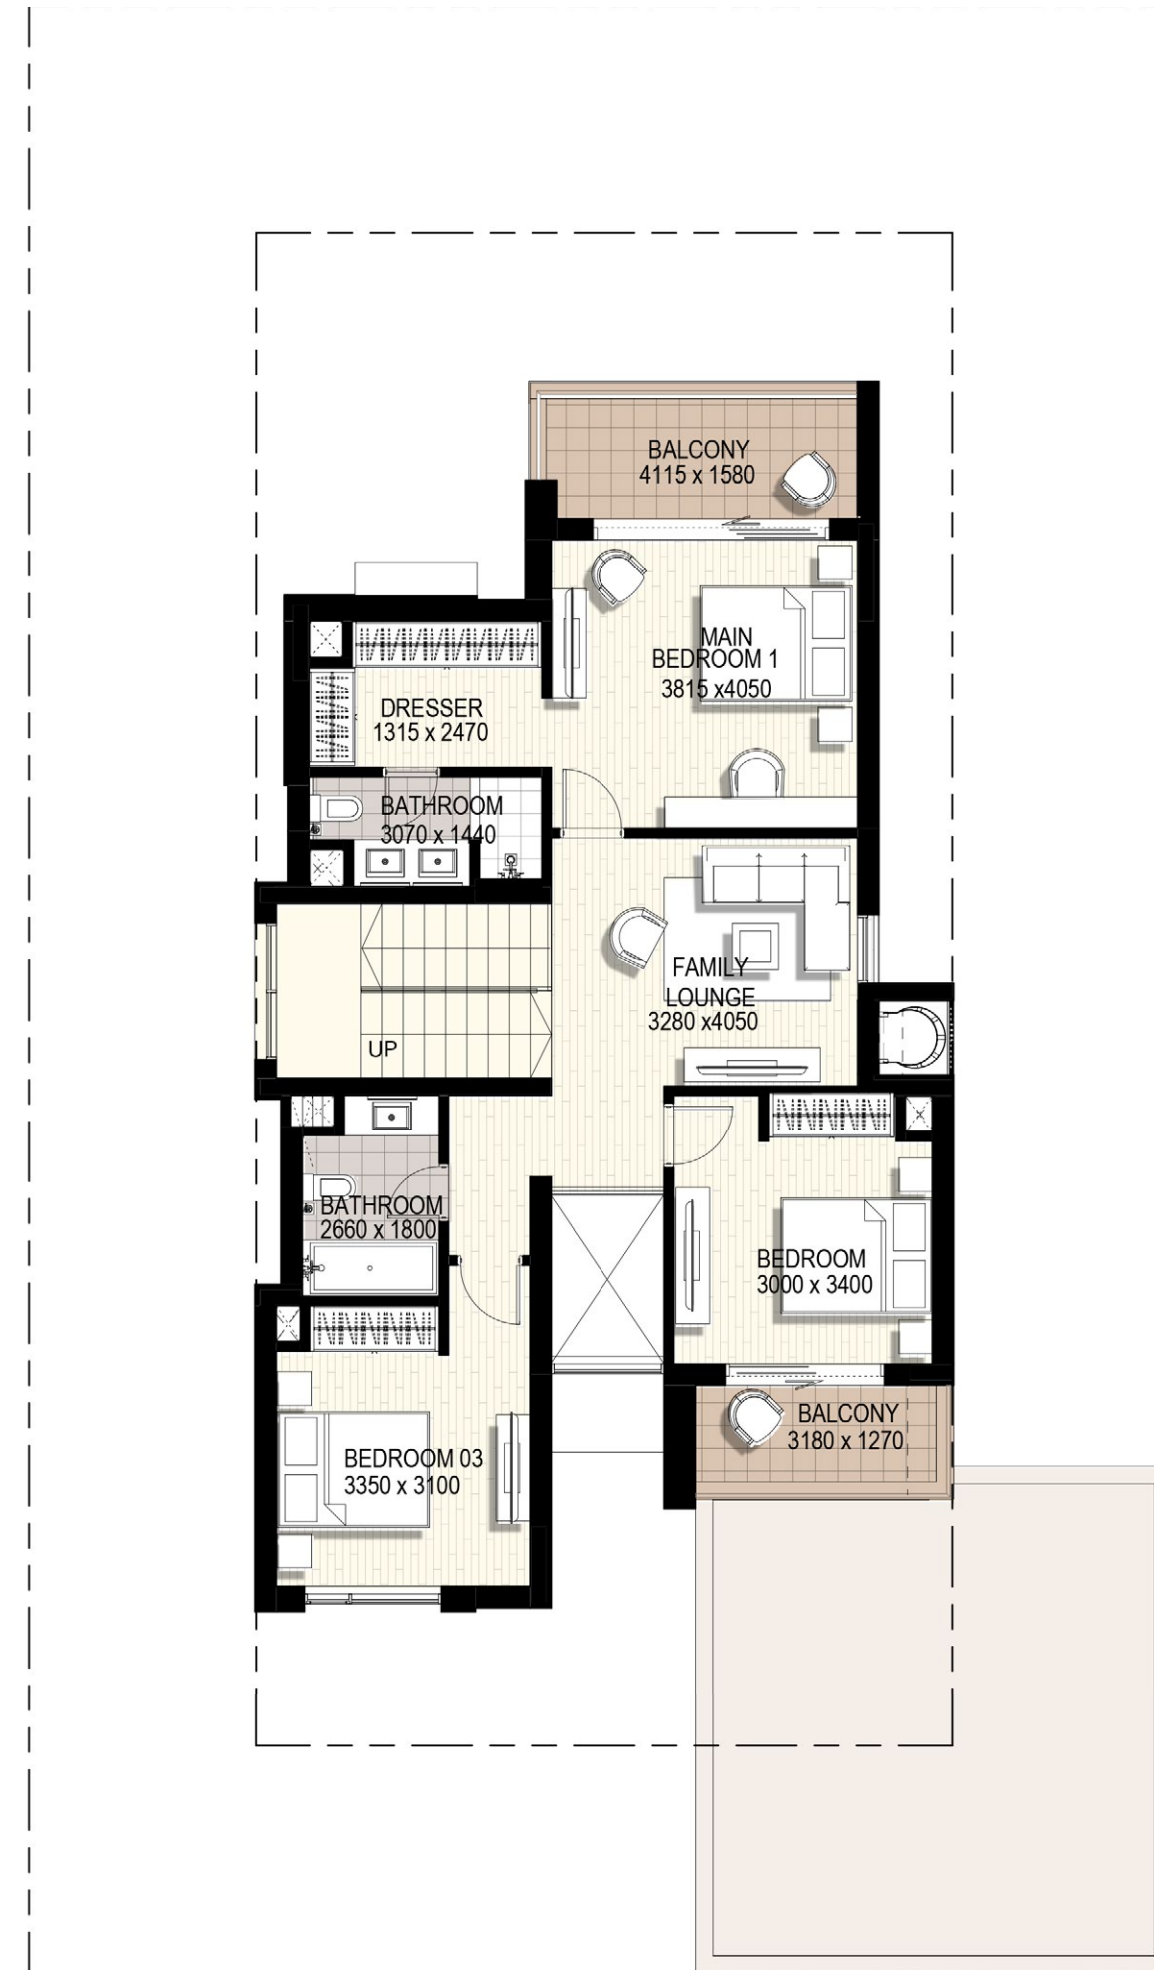 BALCONY
4115 x 1580
MAIN
BEDROOM 1
3815 x4050
DRESSER
1315 x 2470
BATHROOM
3070 x 1440
FAMILY
LOUNGE
3280 x4050
UP
BATHROOM
2660 x 1800
BEDROOM
3000 x 3400
BALCONY
3180 x 1270
BEDROOM 03
3350 x 3100